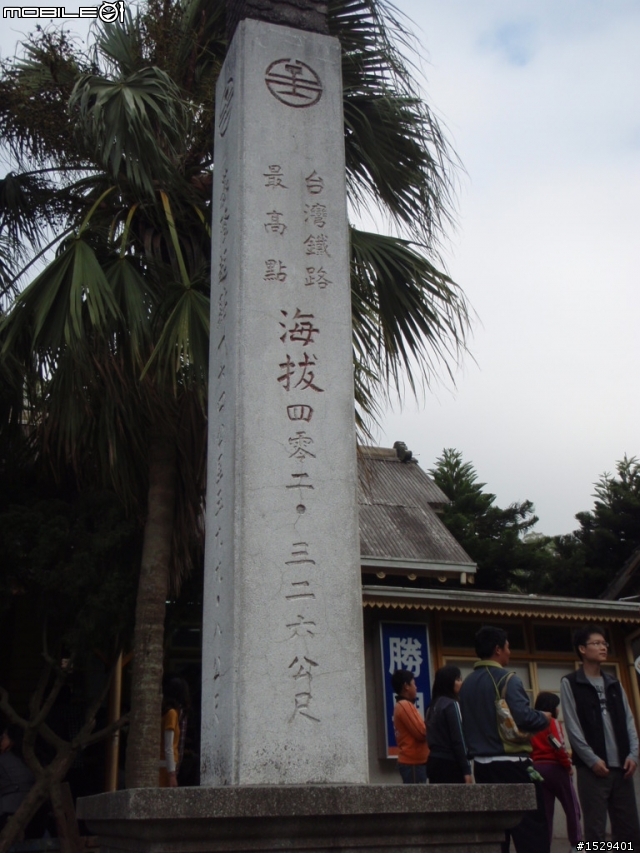 mobile01
台灣鐵路
最高點
海拔四零二•三二六公尺
勝
#1529401